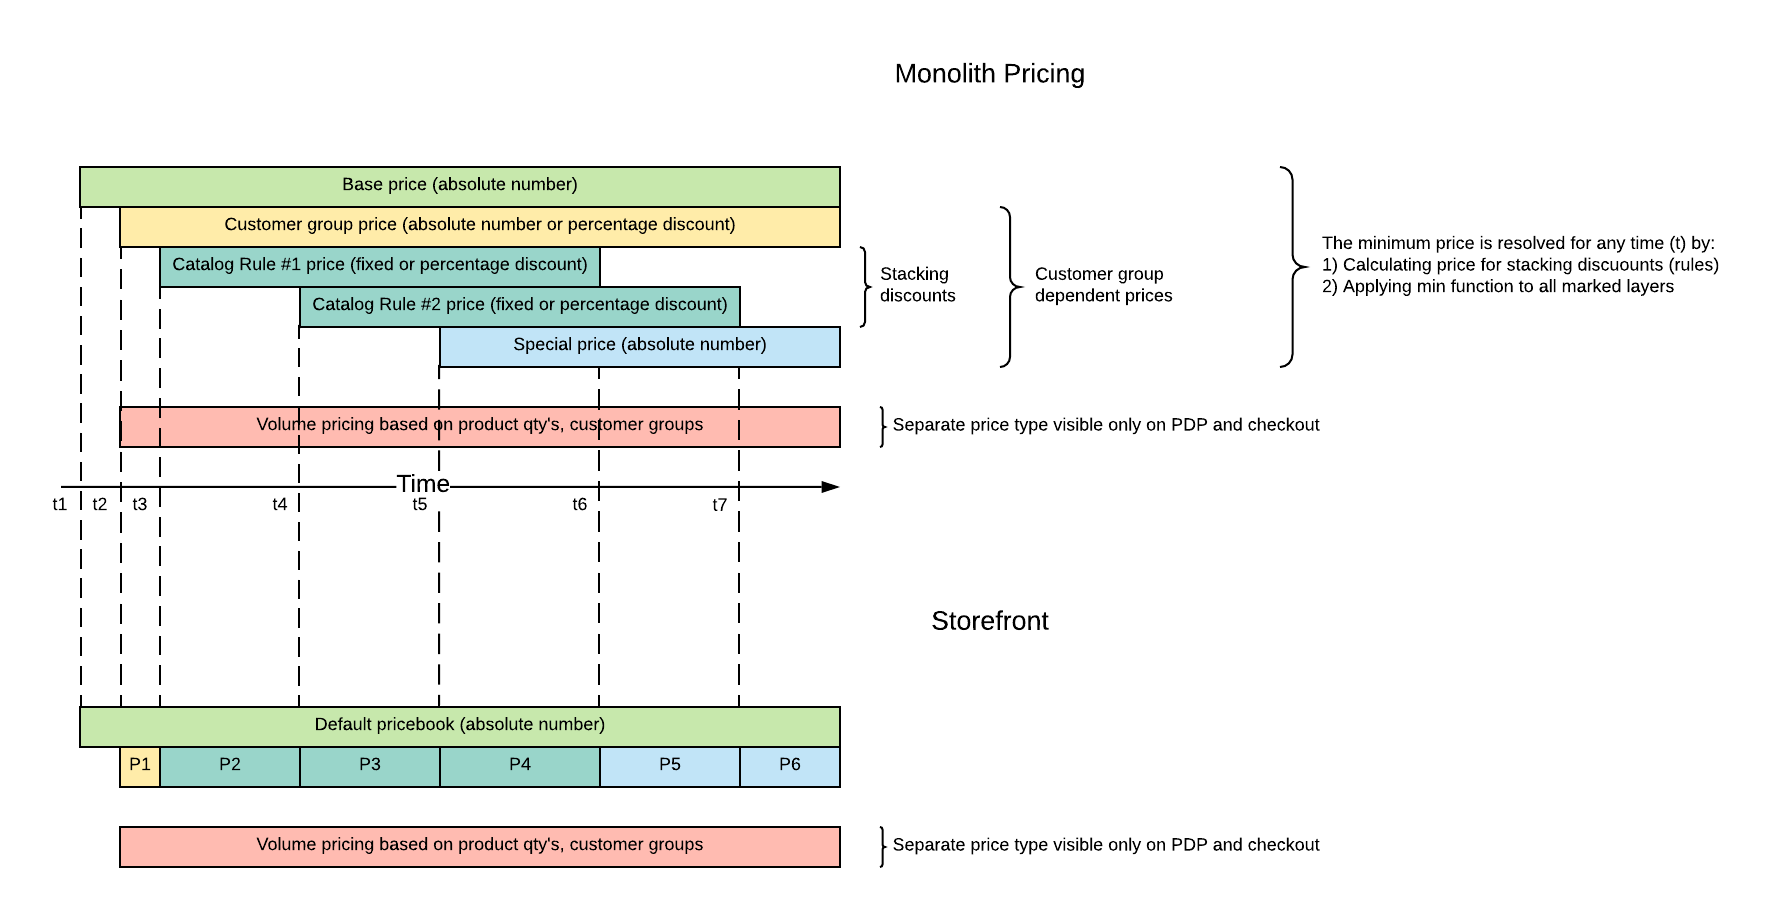 Monolith Pricing
Base price (absolute number)
Customer group price (absolute number or percentage discount)
Catalog Rule #1 price (fixed or percentage discount)
Catalog Rule #2 price (fixed or percentage discount)
Special price (absolute number)
Stacking
discounts
Customer group
dependent prices
The minimum price is resolved for any time (t) by:
1) Calculating price for stacking discuounts (rules)
2) Applying min function to all marked layers
Volume pricing based on product qty's, customer groups
Separate price type visible only on PDP and checkout
Time
t1 t2 t3 t4 t5 t6 t7
Storefront
Default pricebook (absolute number)
P1 P2 P3 P4 P5 P6
Volume pricing based on product qty's, customer groups
Separate price type visible only on PDP and checkout